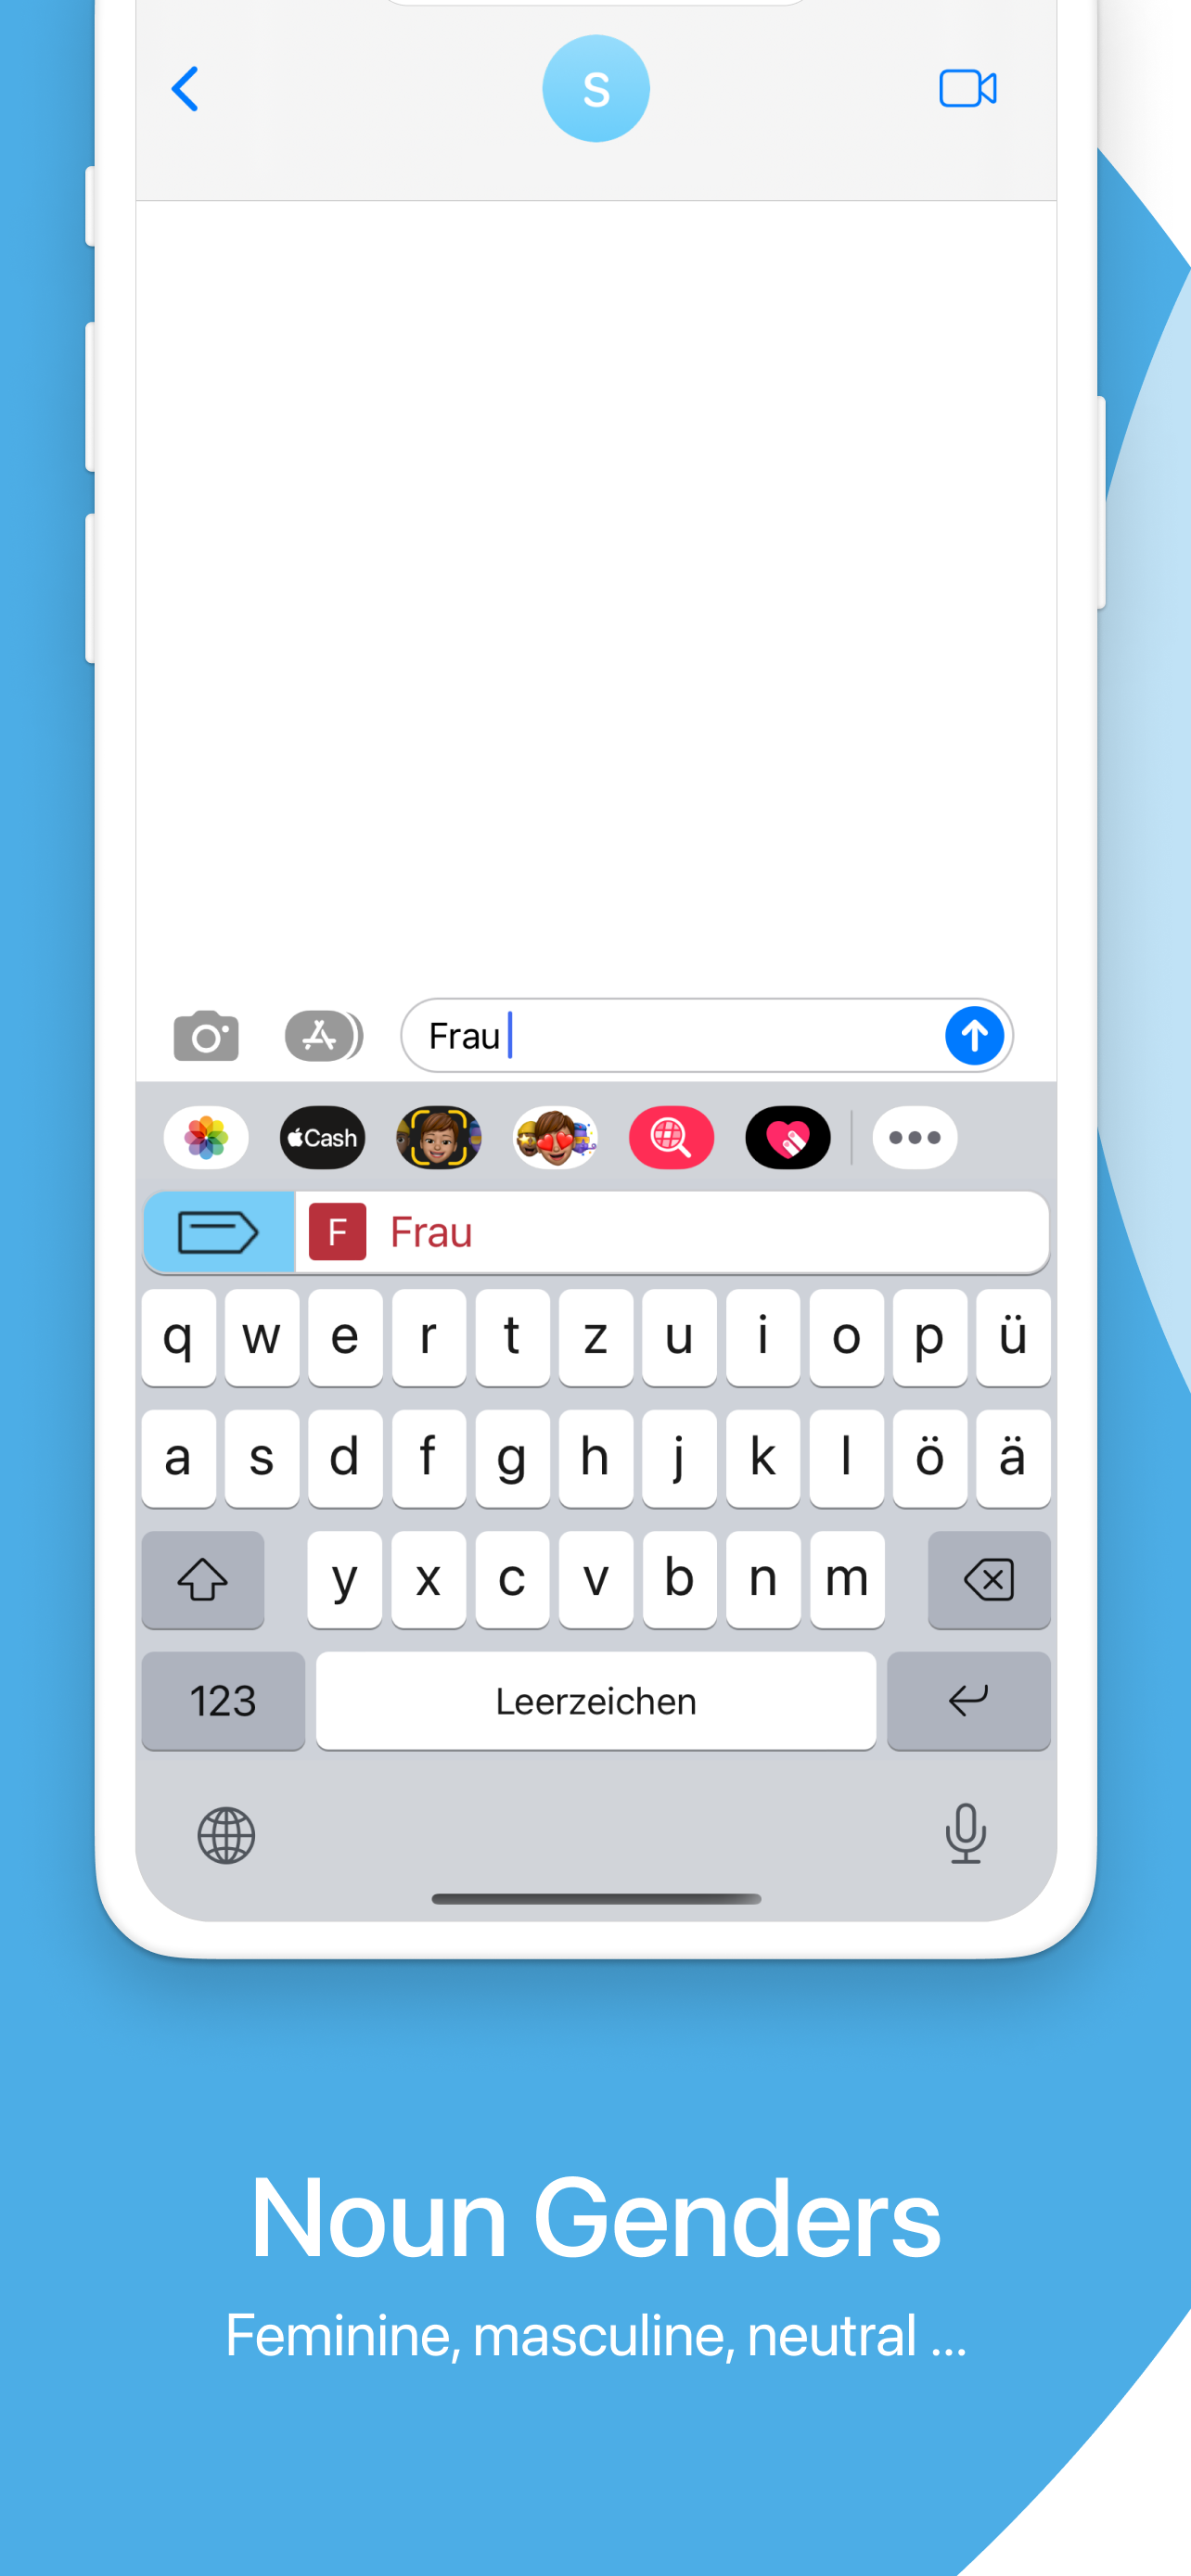 S
Frau
Cash
F Frau
q w e r t z u i o p ü
a s d f g h j k l ö ä
y x c v b n m
123 Leerzeichen
Noun Genders
Feminine, masculine, neutral ...